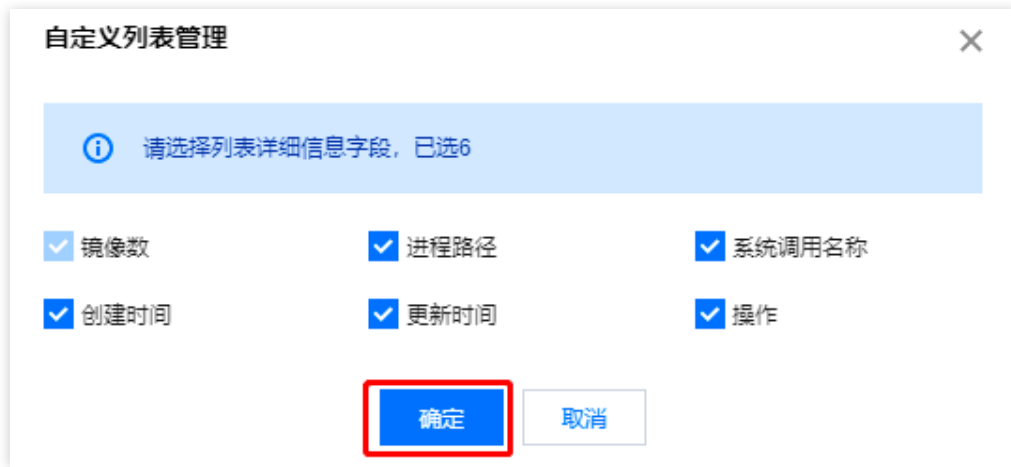 自定义列表管理
请选择列表详细信息字段，已选6
镜像数 进程路径 系统调用名称
创建时间 更新时间 操作
确定 取消